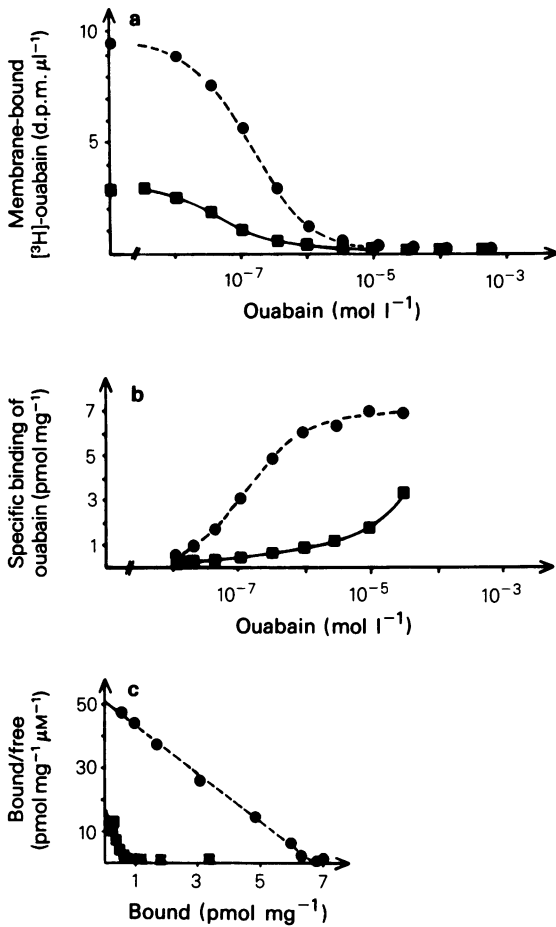 a
10
5
Membrane-bound
[³H]-ouabain (d.p.m. μl⁻¹)
10⁻⁷
10⁻⁵
10⁻³
Ouabain (mol l⁻¹)
b
7
5
3
1
Specific binding of
ouabain (pmol mg⁻¹)
10⁻⁷
10⁻⁵
10⁻³
Ouabain (mol l⁻¹)
c
50
30
10
Bound/free
(pmol mg⁻¹ μM⁻¹)
1
3
5
7
Bound (pmol mg⁻¹)